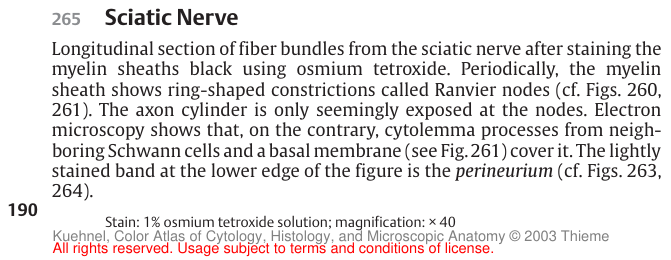 265 Sciatic Nerve
Longitudinal section of fiber bundles from the sciatic nerve after staining the
myelin sheaths black using osmium tetroxide. Periodically, the myelin
sheath shows ring-shaped constrictions called Ranvier nodes (cf. Figs. 260,
261). The axon cylinder is only seemingly exposed at the nodes. Electron
microscopy shows that, on the contrary, cytolemma processes from neigh-
boring Schwann cells and a basal membrane (see Fig. 261) cover it. The lightly
stained band at the lower edge of the figure is the perineurium (cf. Figs. 263,
264).
190
Stain: 1% osmium tetroxide solution; magnification: × 40
Kuehnel, Color Atlas of Cytology, Histology, and Microscopic Anatomy © 2003 Thieme
All rights reserved. Usage subject to terms and conditions of license.